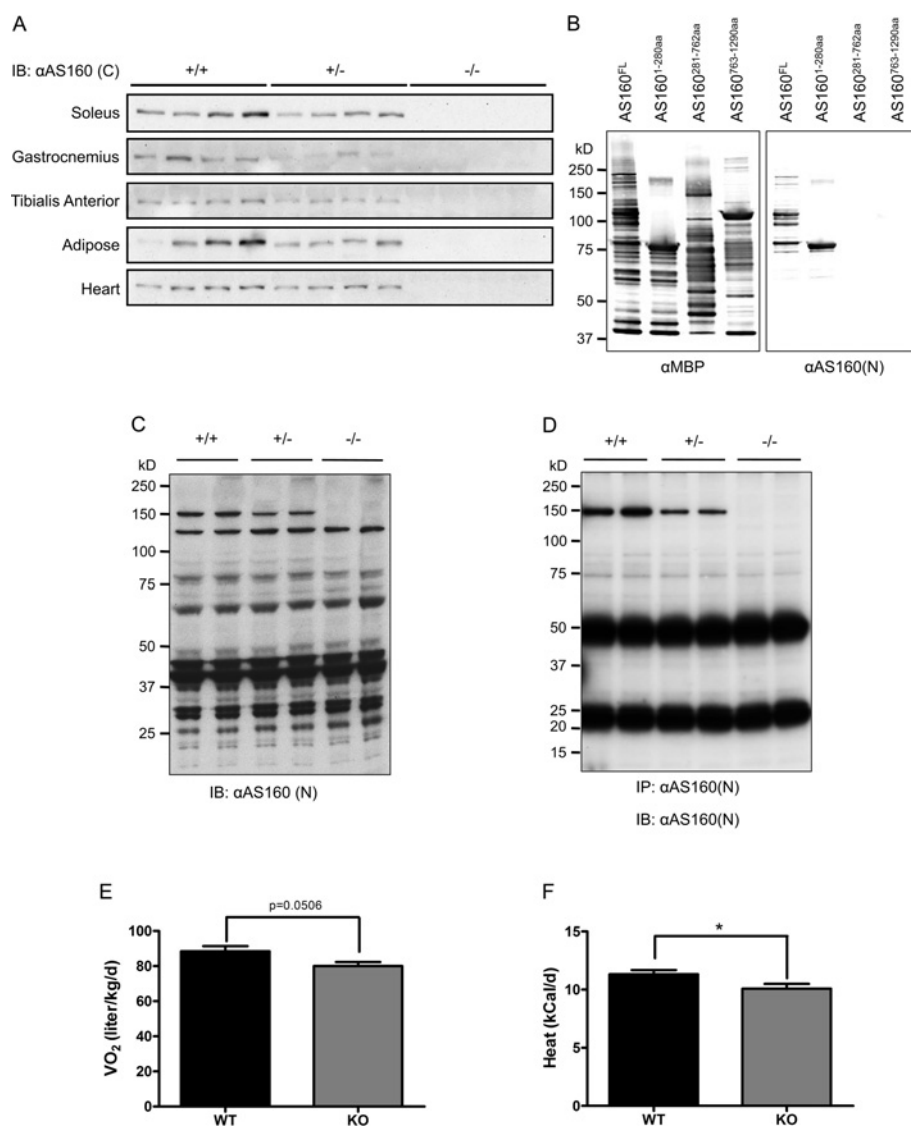 A
IB: αAS160 (C)
+/+ +/- -/-
Soleus
Gastrocnemius
Tibialis Anterior
Adipose
Heart
B
AS160FL
AS1601-280aa
AS160281-762aa
AS160763-1290aa
AS160FL
AS1601-280aa
AS160281-762aa
AS160763-1290aa
kD
250
150
100
75
50
37
αMBP
αAS160(N)
C
+/+ +/- -/-
kD
250
150
100
75
50
37
25
IB: αAS160 (N)
D
+/+ +/- -/-
kD
250
150
100
75
50
37
25
20
15
IP: αAS160(N)
IB: αAS160(N)
E
p=0.0506
VO2 (liter/kg/d)
100
80
60
40
20
0
WT KO
F
*
Heat (kCal/d)
15
10
5
0
WT KO